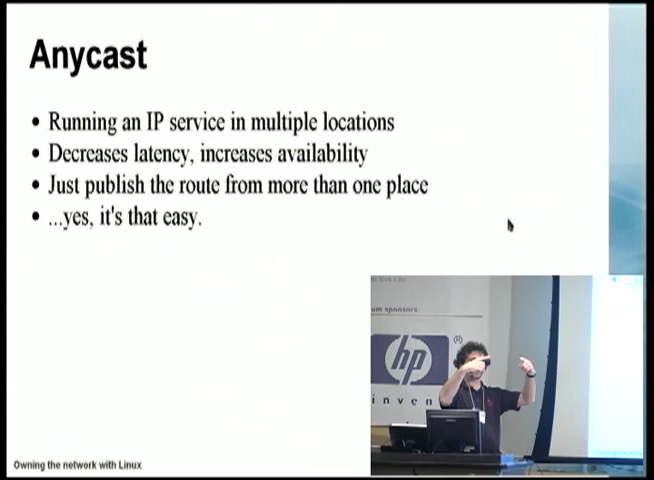 Anycast
• Running an IP service in multiple locations
• Decreases latency, increases availability
• Just publish the route from more than one place
• ...yes, it's that easy.
um sponsors:
hp
®
i n v e n
Owning the network with Linux